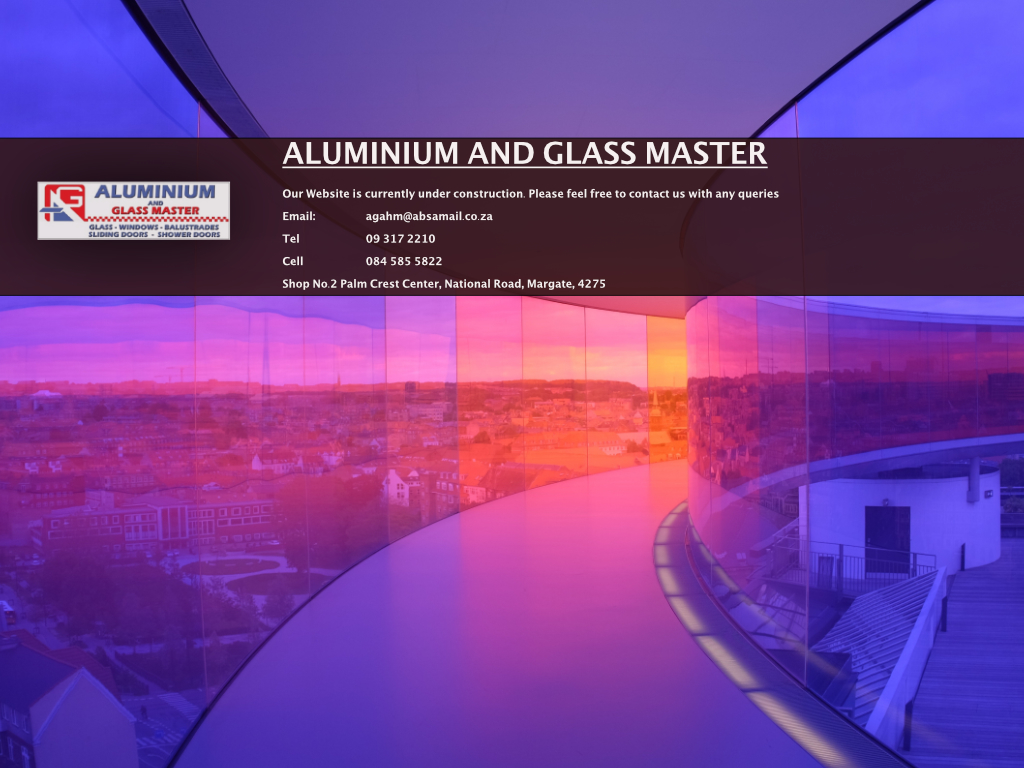 ALUMINIUM AND GLASS MASTER
ALUMINIUM
AND
GLASS MASTER
GLASS - WINDOWS - BALUSTRADES
SLIDING DOORS - SHOWER DOORS
Our Website is currently under construction. Please feel free to contact us with any queries
Email: agahm@absamail.co.za
Tel 09 317 2210
Cell 084 585 5822
Shop No.2 Palm Crest Center, National Road, Margate, 4275